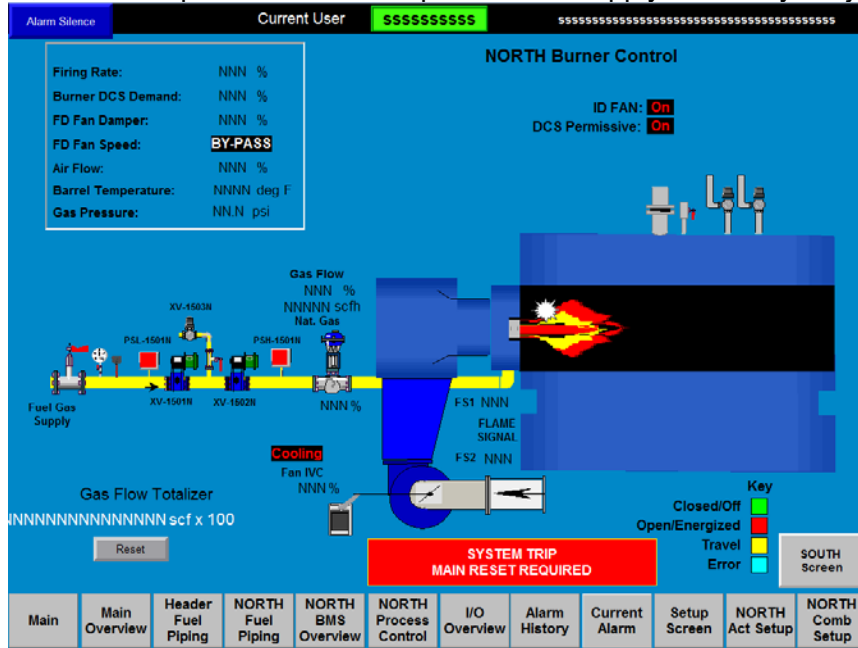 Alarm Silence
Current User
SSSSSSSSSS
NORTH Burner Control
Firing Rate: NNN %
Burner DCS Demand: NNN %
FD Fan Damper: NNN %
FD Fan Speed: BY-PASS
Air Flow: NNN %
Barrel Temperature: NNNN deg F
Gas Pressure: NN.N psi
ID FAN: On
DCS Permissive: On
Gas Flow
NNN %
NNNNN scfh
Nat. Gas
XV-1503N
PSL-1501N
PSH-1501N
XV-1501N
XV-1502N
NNN %
Fuel Gas
Supply
FS1 NNN
FLAME
SIGNAL
FS2 NNN
Cooling
Fan IVC
NNN %
Gas Flow Totalizer
scf x 100
Reset
SYSTEM TRIP
MAIN RESET REQUIRED
Key
Closed/Off
Open/Energized
Travel
Error
SOUTH
Screen
Main
Main
Overview
Header
Fuel
Piping
NORTH
Fuel
Piping
NORTH
BMS
Overview
NORTH
Process
Control
I/O
Overview
Alarm
History
Current
Alarm
Setup
Screen
NORTH
Act Setup
NORTH
Comb
Setup